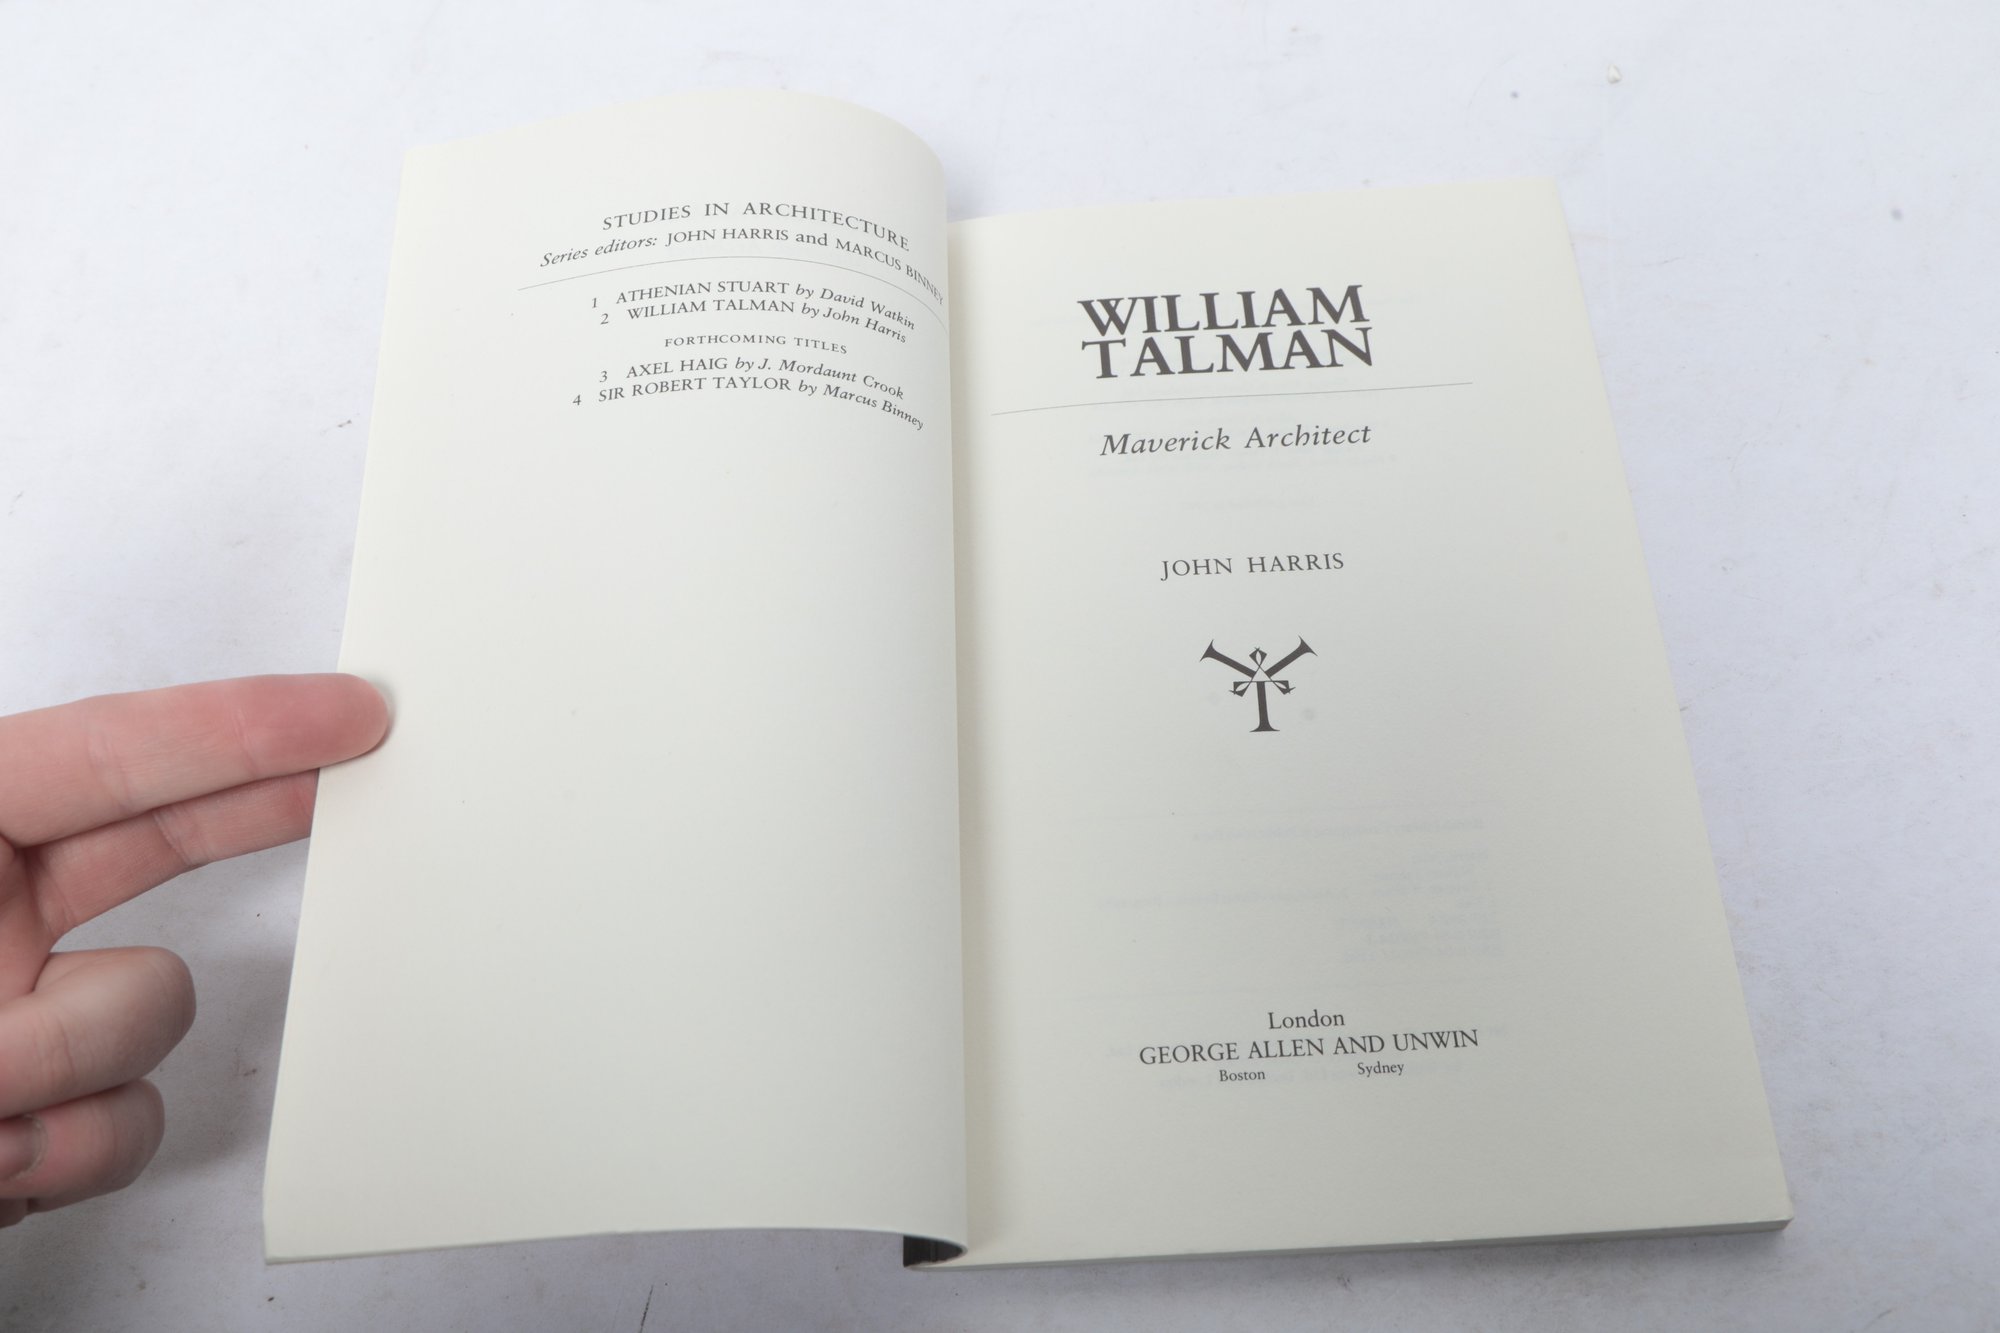 STUDIES IN ARCHITECTURE
Series editors: JOHN HARRIS and MARCUS BINNEY
1 ATHENIAN STUART by David Watkin
2 WILLIAM TALMAN by John Harris
FORTHCOMING TITLES
3 AXEL HAIG by J. Mordaunt Crook
4 SIR ROBERT TAYLOR by Marcus Binney
WILLIAM
TALMAN
Maverick Architect
JOHN HARRIS
London
GEORGE ALLEN AND UNWIN
Boston Sydney